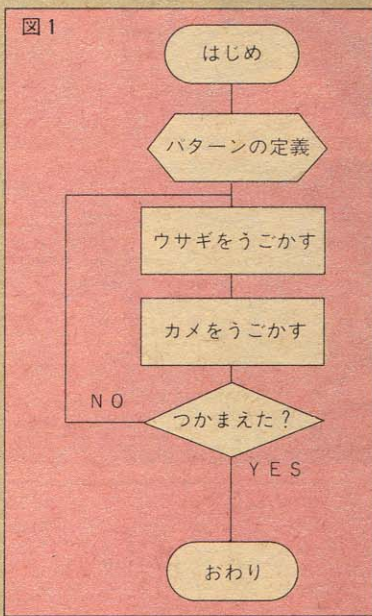 図1
はじめ
パターンの定義
ウサギをうごかす
カメをうごかす
NO
つかまえた?
YES
おわり